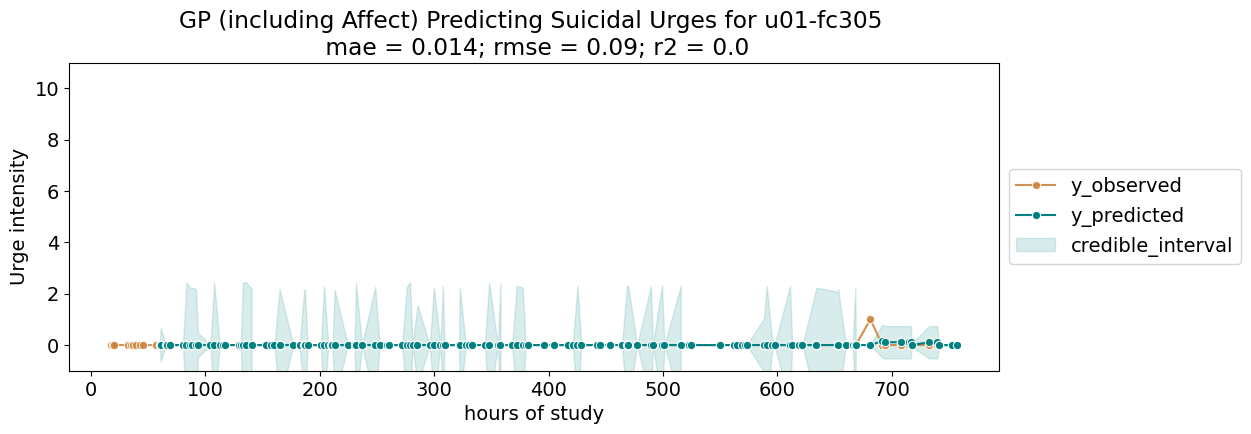 GP (including Affect) Predicting Suicidal Urges for u01-fc305
mae = 0.014; rmse = 0.09; r2 = 0.0
Urge intensity
10
8
6
4
2
0
0 100 200 300 400 500 600 700
hours of study
y_observed
y_predicted
credible_interval